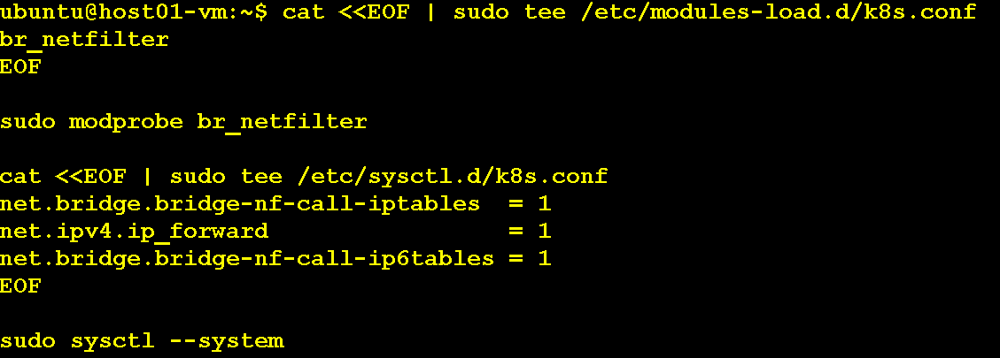 ubuntu@host01-vm:~$ cat <<EOF | sudo tee /etc/modules-load.d/k8s.conf
br_netfilter
EOF
sudo modprobe br_netfilter
cat <<EOF | sudo tee /etc/sysctl.d/k8s.conf
net.bridge.bridge-nf-call-iptables  = 1
net.ipv4.ip_forward                 = 1
net.bridge.bridge-nf-call-ip6tables = 1
EOF
sudo sysctl --system